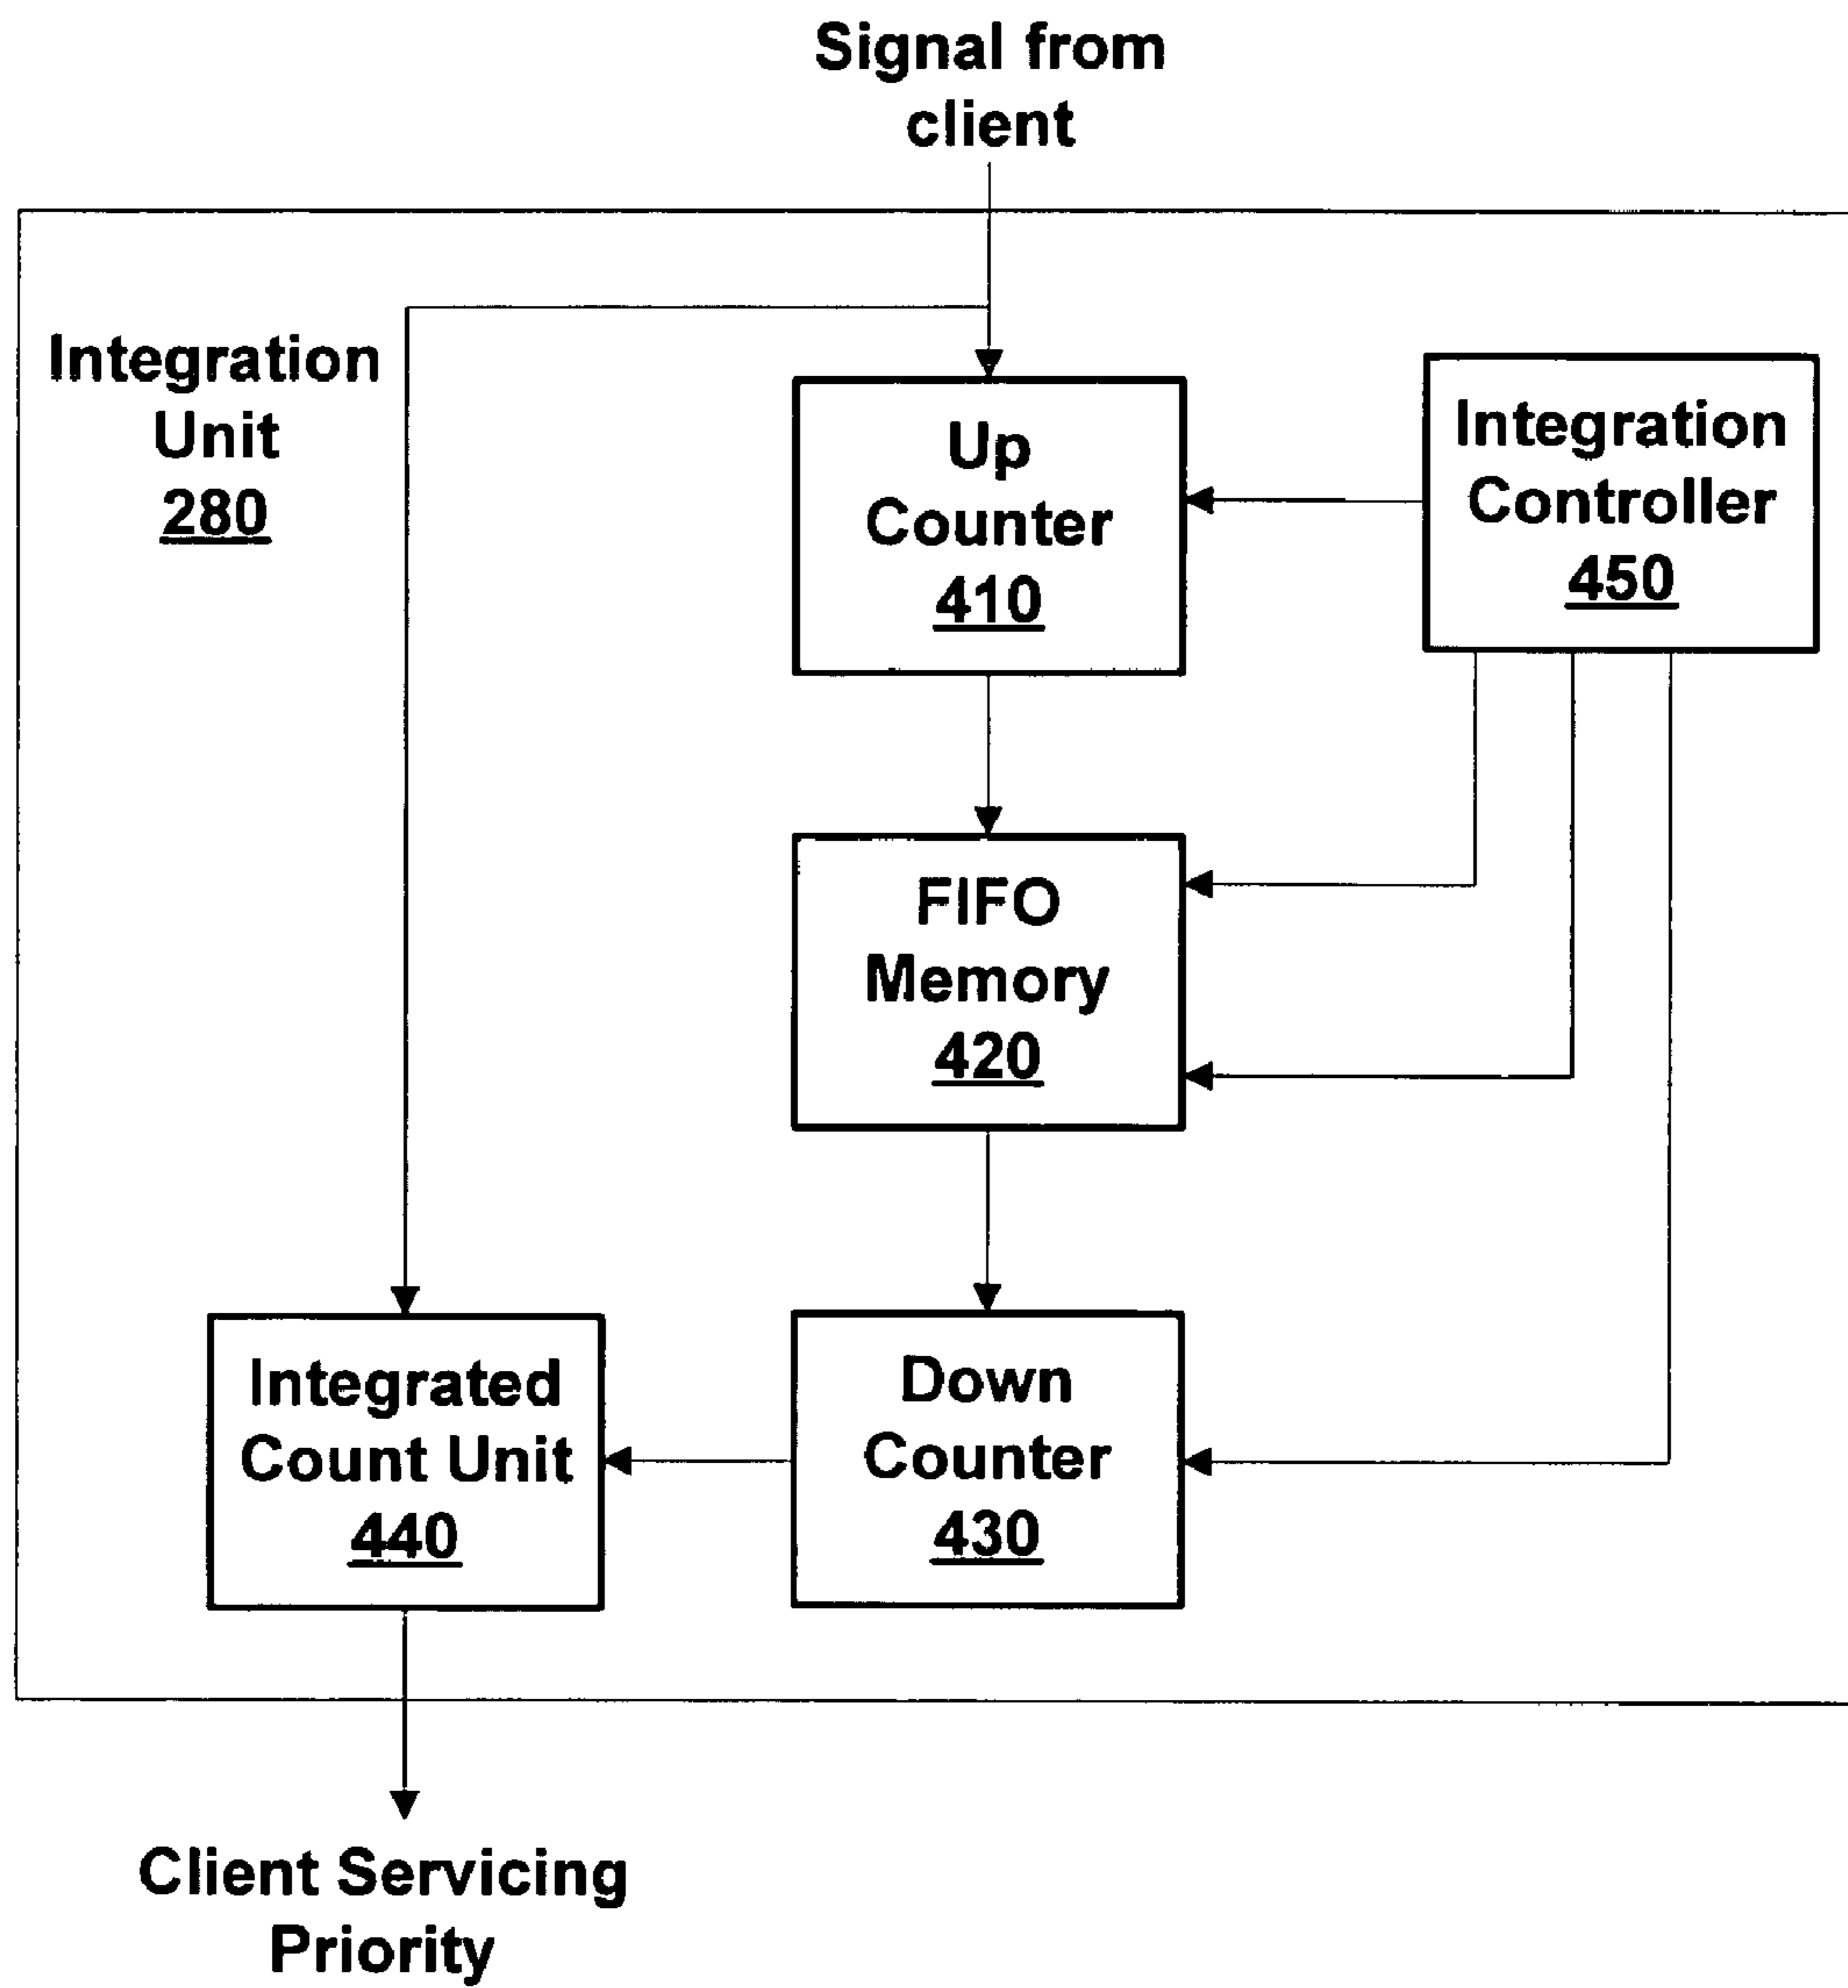 Signal from
client
Integration
Unit
280
Up
Counter
410
Integration
Controller
450
FIFO
Memory
420
Integrated
Count Unit
440
Down
Counter
430
Client Servicing
Priority